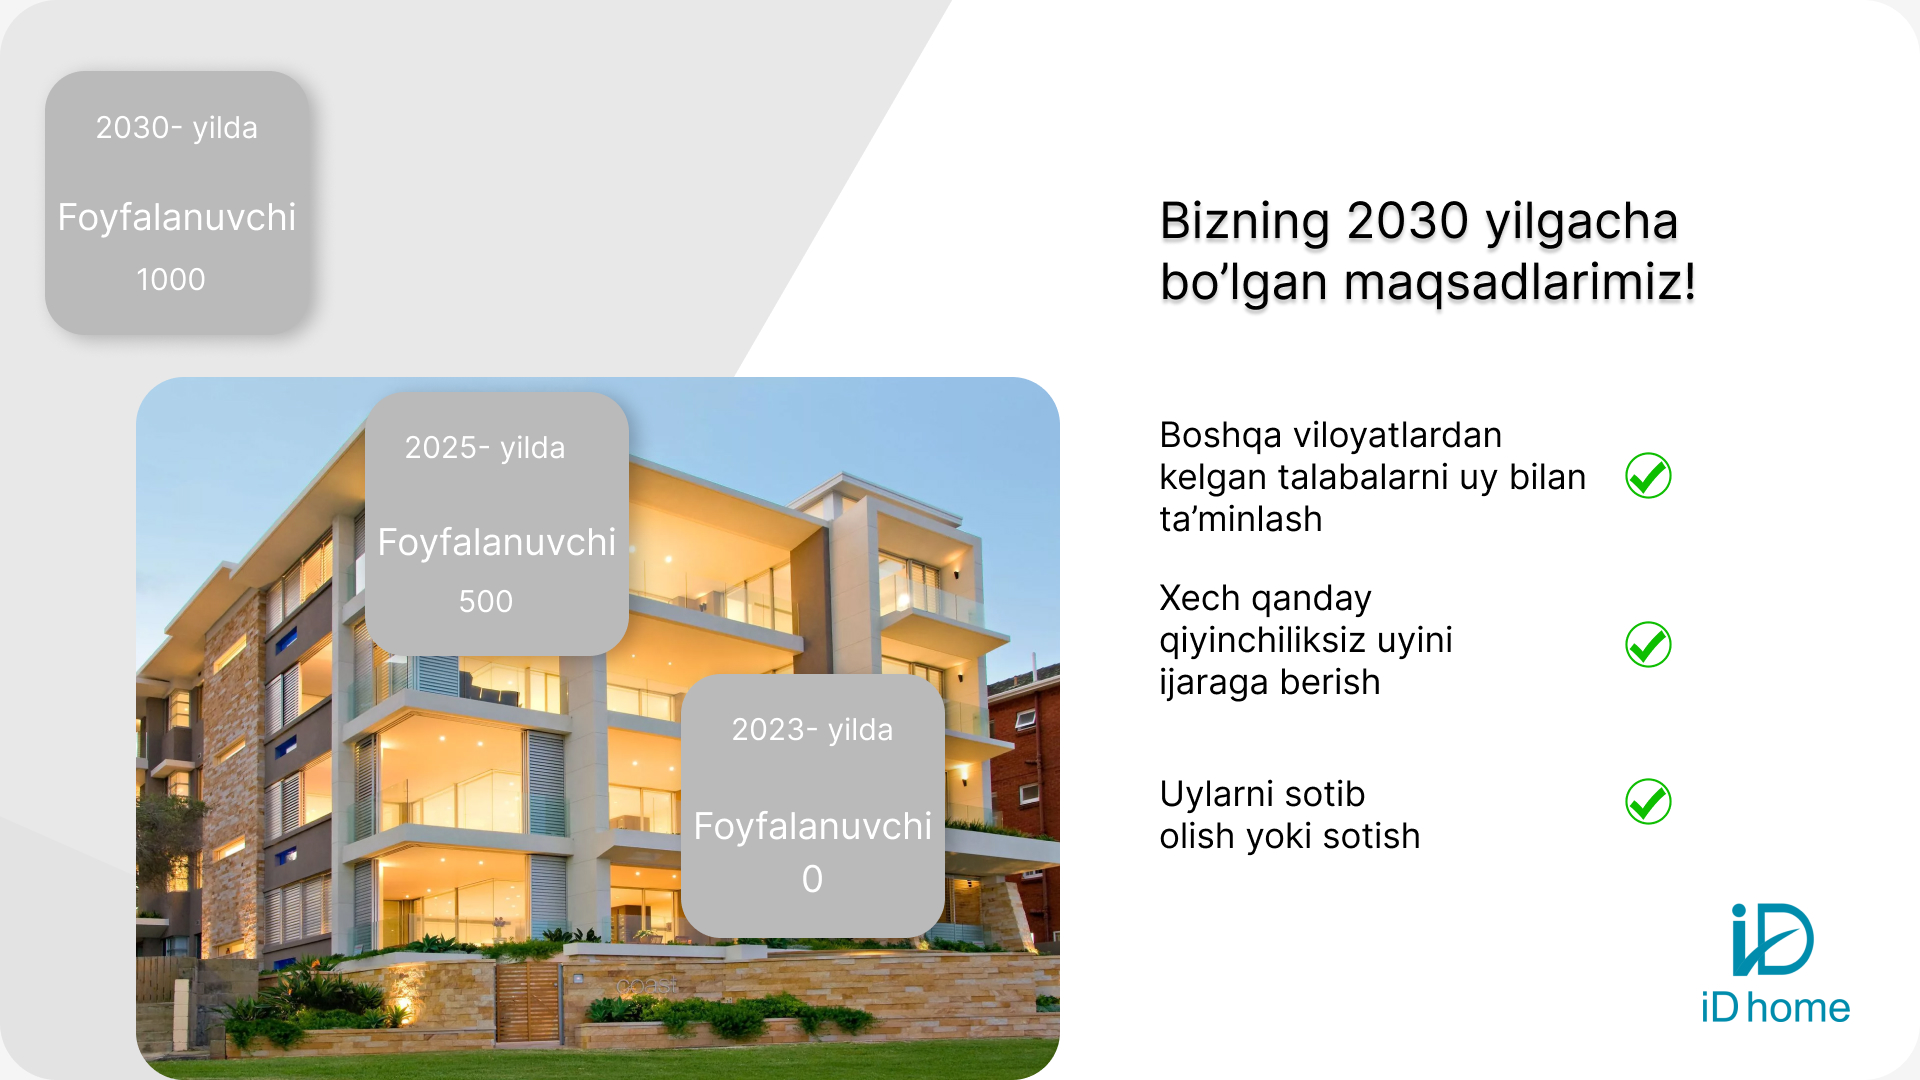 2030- yilda
Foyfalanuvchi
1000
2025- yilda
Foyfalanuvchi
500
2023- yilda
Foyfalanuvchi
0
coast
Bizning 2030 yilgacha
bo’lgan maqsadlarimiz!
Boshqa viloyatlardan
kelgan talabalarni uy bilan
ta’minlash
Xech qanday
qiyinchiliksiz uyini
ijaraga berish
Uylarni sotib
olish yoki sotish
iD
iD home